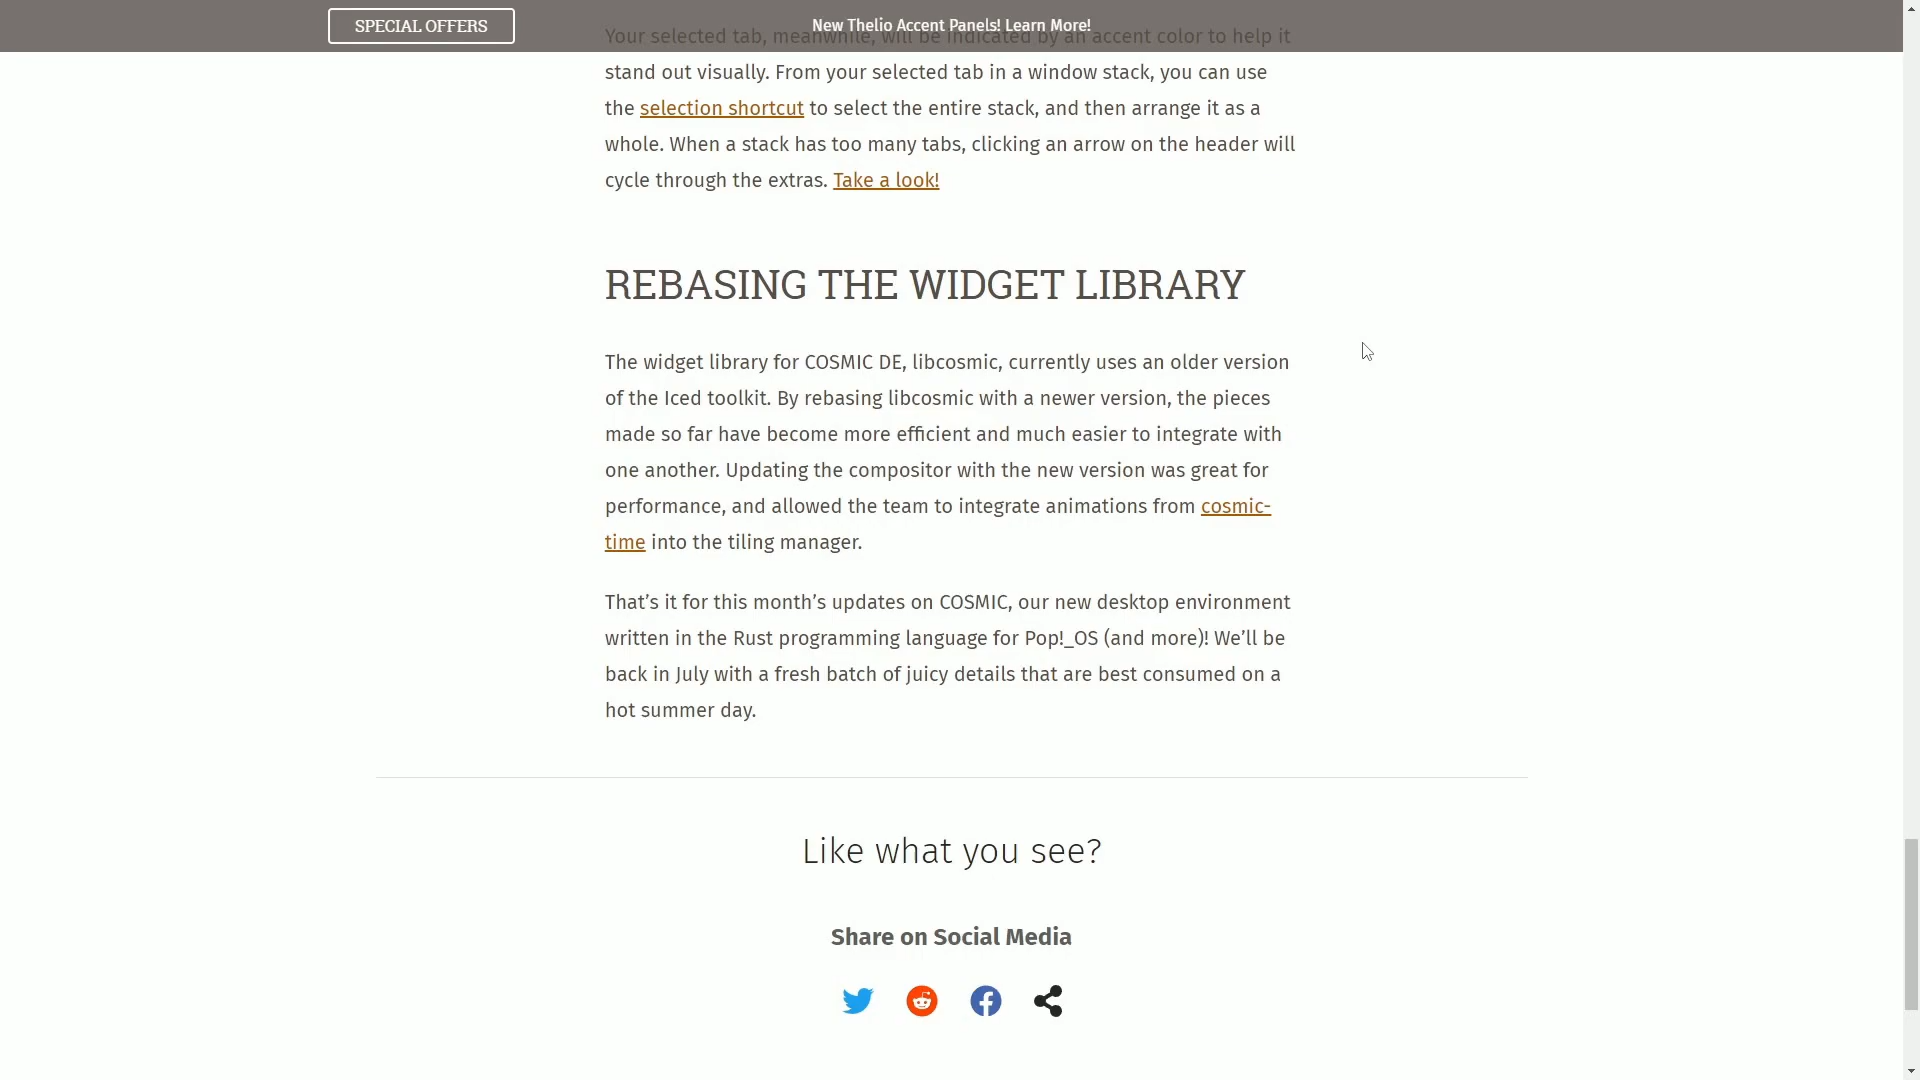 SPECIAL OFFERS
New Thelio Accent Panels! Learn More!
Your selected tab, meanwhile, will be indicated by an accent color to help it
stand out visually. From your selected tab in a window stack, you can use
the selection shortcut to select the entire stack, and then arrange it as a
whole. When a stack has too many tabs, clicking an arrow on the header will
cycle through the extras. Take a look!
REBASING THE WIDGET LIBRARY
The widget library for COSMIC DE, libcosmic, currently uses an older version
of the Iced toolkit. By rebasing libcosmic with a newer version, the pieces
made so far have become more efficient and much easier to integrate with
one another. Updating the compositor with the new version was great for
performance, and allowed the team to integrate animations from cosmic-
time into the tiling manager.
That’s it for this month’s updates on COSMIC, our new desktop environment
written in the Rust programming language for Pop!_OS (and more)! We’ll be
back in July with a fresh batch of juicy details that are best consumed on a
hot summer day.
Like what you see?
Share on Social Media